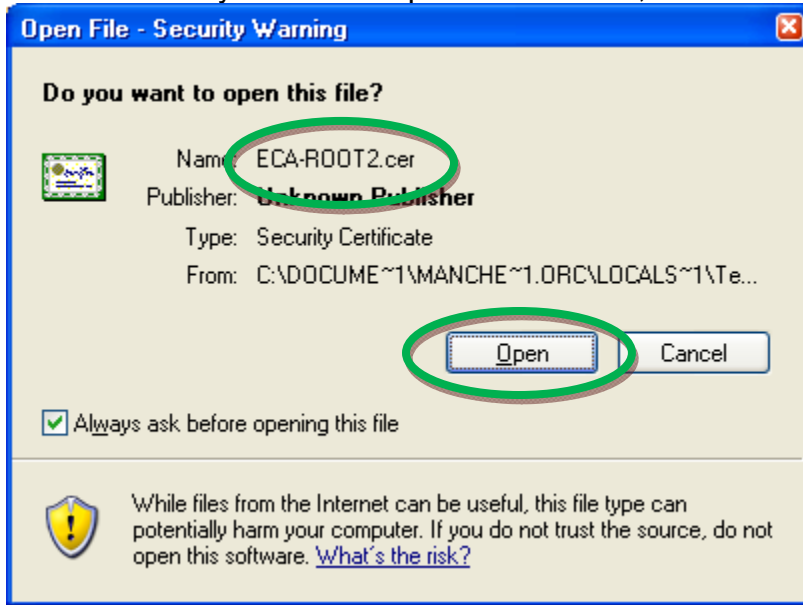 Open File - Security Warning
Do you want to open this file?
Name: ECA-ROOT2.cer
Publisher: Unknown Publisher
Type: Security Certificate
From: C:\DOCUME~1\MANCHE~1.ORC\LOCALS~1\Te...
Open Cancel
Always ask before opening this file
While files from the Internet can be useful, this file type can
potentially harm your computer. If you do not trust the source, do not
open this software. What's the risk?